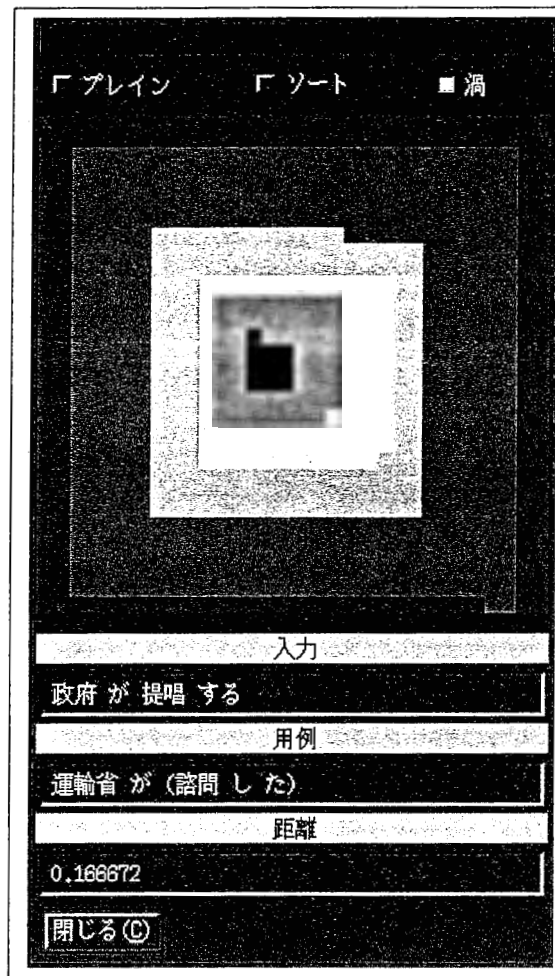 プレイン ソート 渦
入力
政府 が 提唱 する
用例
運輸省 が (諮問 し た)
距離
0.166672
閉じる(C)